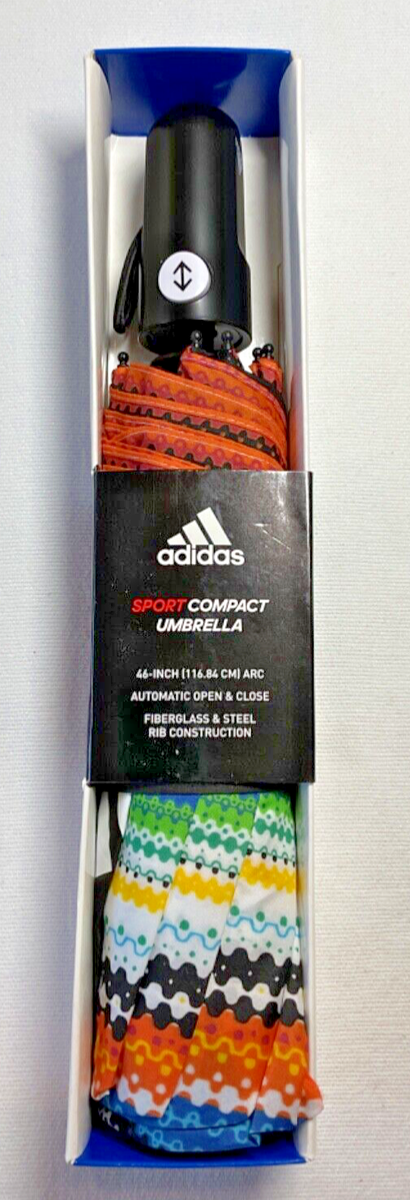 adidas
SPORT COMPACT
UMBRELLA
46-INCH (116.84 CM) ARC
AUTOMATIC OPEN & CLOSE
FIBERGLASS & STEEL
RIB CONSTRUCTION